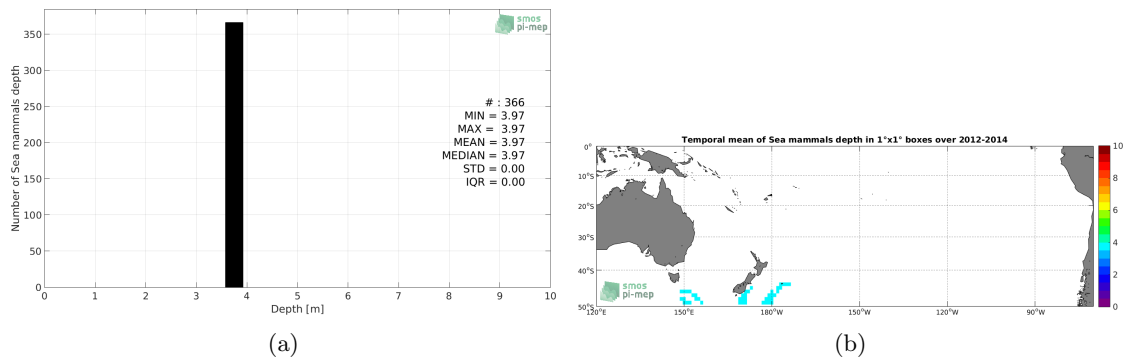 350
300
250
200
150
100
50
0
Number of Sea mammals depth
0 1 2 3 4 5 6 7 8 9 10
Depth [m]
smos
pi-mep
# : 366
MIN = 3.97
MAX = 3.97
MEAN = 3.97
MEDIAN = 3.97
STD = 0.00
IQR = 0.00
(a)
Temporal mean of Sea mammals depth in 1°x1° boxes over 2012-2014
0°
10°S
20°S
30°S
40°S
50°S
120°E 150°E 180°W 150°W 120°W 90°W
10
8
6
4
2
0
smos
pi-mep
(b)